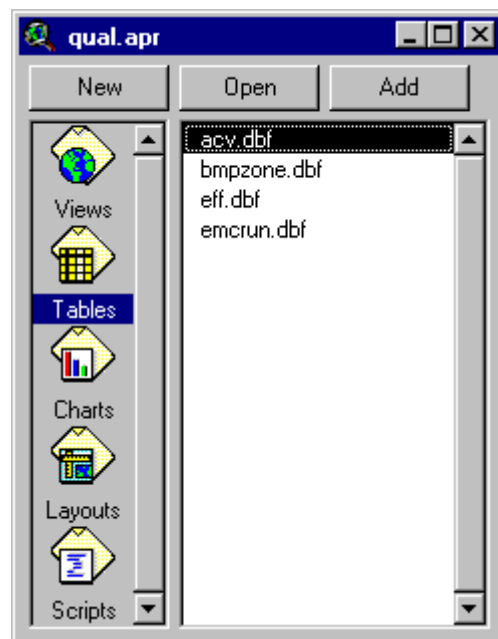 qual.apr
New
Open
Add
Views
Tables
Charts
Layouts
Scripts
acv.dbf
bmpzone.dbf
eff.dbf
emcrun.dbf